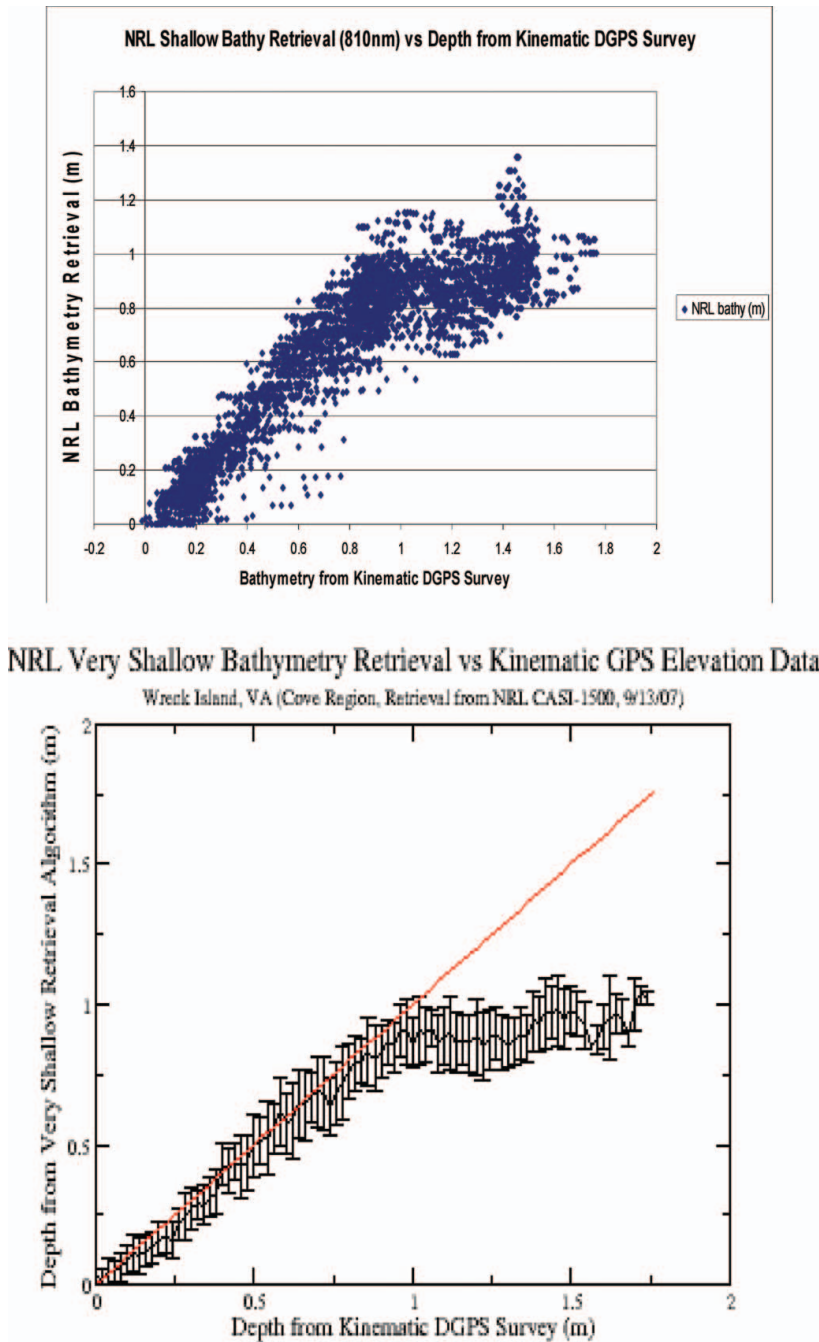 NRL Shallow Bathy Retrieval (810nm) vs Depth from Kinematic DGPS Survey
1.6
1.4
1.2
1
0.8
0.6
0.4
0.2
0
-0.2 0 0.2 0.4 0.6 0.8 1 1.2 1.4 1.6 1.8 2
NRL Bathymetry Retrieval (m)
Bathymetry from Kinematic DGPS Survey
NRL bathy (m)
NRL Very Shallow Bathymetry Retrieval vs Kinematic GPS Elevation Data
Wreck Island, VA (Cove Region, Retrieval from NRL CASI-1500, 9/13/07)
Depth from Very Shallow Retrieval Algorithm (m)
2
1.5
1
0.5
0
0 0.5 1 1.5 2
Depth from Kinematic DGPS Survey (m)